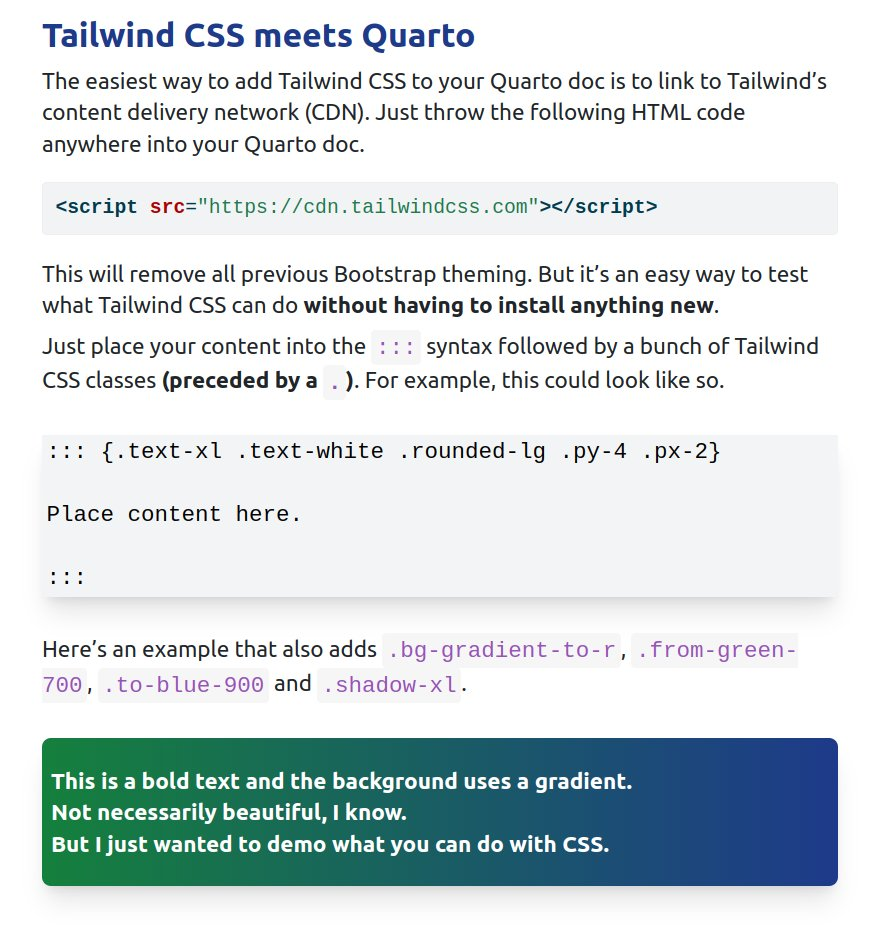 Tailwind CSS meets Quarto
The easiest way to add Tailwind CSS to your Quarto doc is to link to Tailwind’s
content delivery network (CDN). Just throw the following HTML code
anywhere into your Quarto doc.
<script src="https://cdn.tailwindcss.com"></script>
This will remove all previous Bootstrap theming. But it’s an easy way to test
what Tailwind CSS can do without having to install anything new.
Just place your content into the ::: syntax followed by a bunch of Tailwind
CSS classes (preceded by a .). For example, this could look like so.
::: {.text-xl .text-white .rounded-lg .py-4 .px-2}
Place content here.
:::
Here’s an example that also adds .bg-gradient-to-r, .from-green-
700, .to-blue-900 and .shadow-xl.
This is a bold text and the background uses a gradient.
Not necessarily beautiful, I know.
But I just wanted to demo what you can do with CSS.